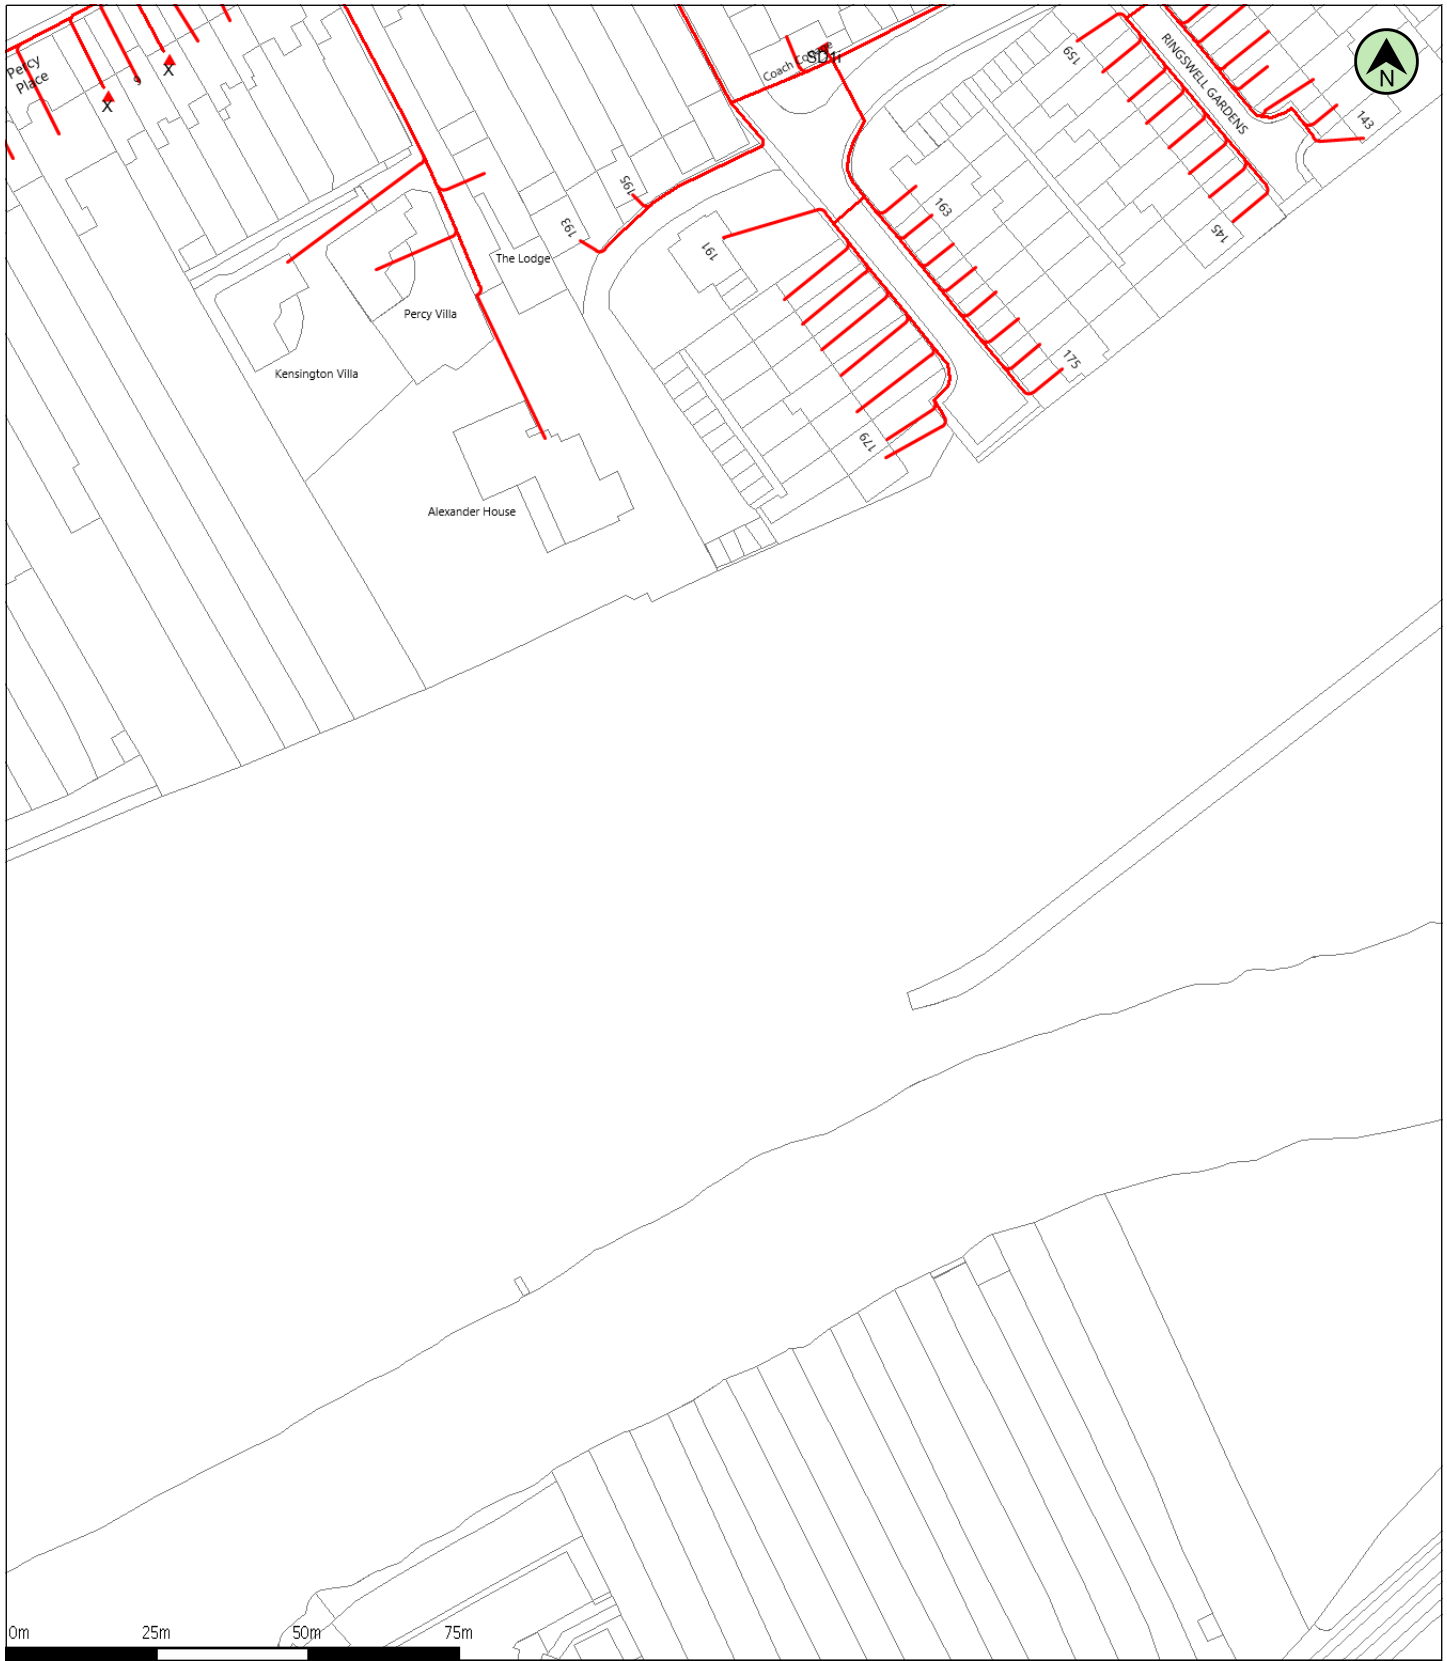 Percy
Place
X
X
9
Coach
SD1
659
RINGSWELL GARDENS
143
N
195
193
163
145
191
The Lodge
Percy Villa
175
Kensington Villa
179
Alexander House
0m
25m
50m
75m